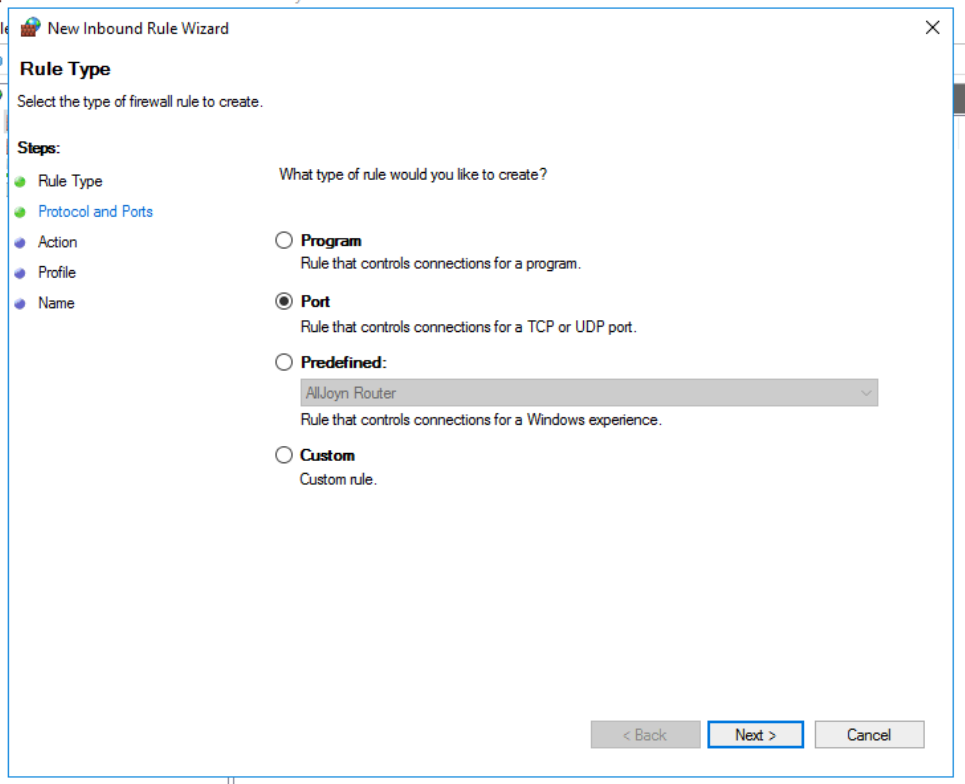 New Inbound Rule Wizard
Rule Type
Select the type of firewall rule to create.
Steps:
Rule Type
Protocol and Ports
Action
Profile
Name
What type of rule would you like to create?
Program
Rule that controls connections for a program.
Port
Rule that controls connections for a TCP or UDP port.
Predefined:
AllJoyn Router
Rule that controls connections for a Windows experience.
Custom
Custom rule.
< Back
Next >
Cancel